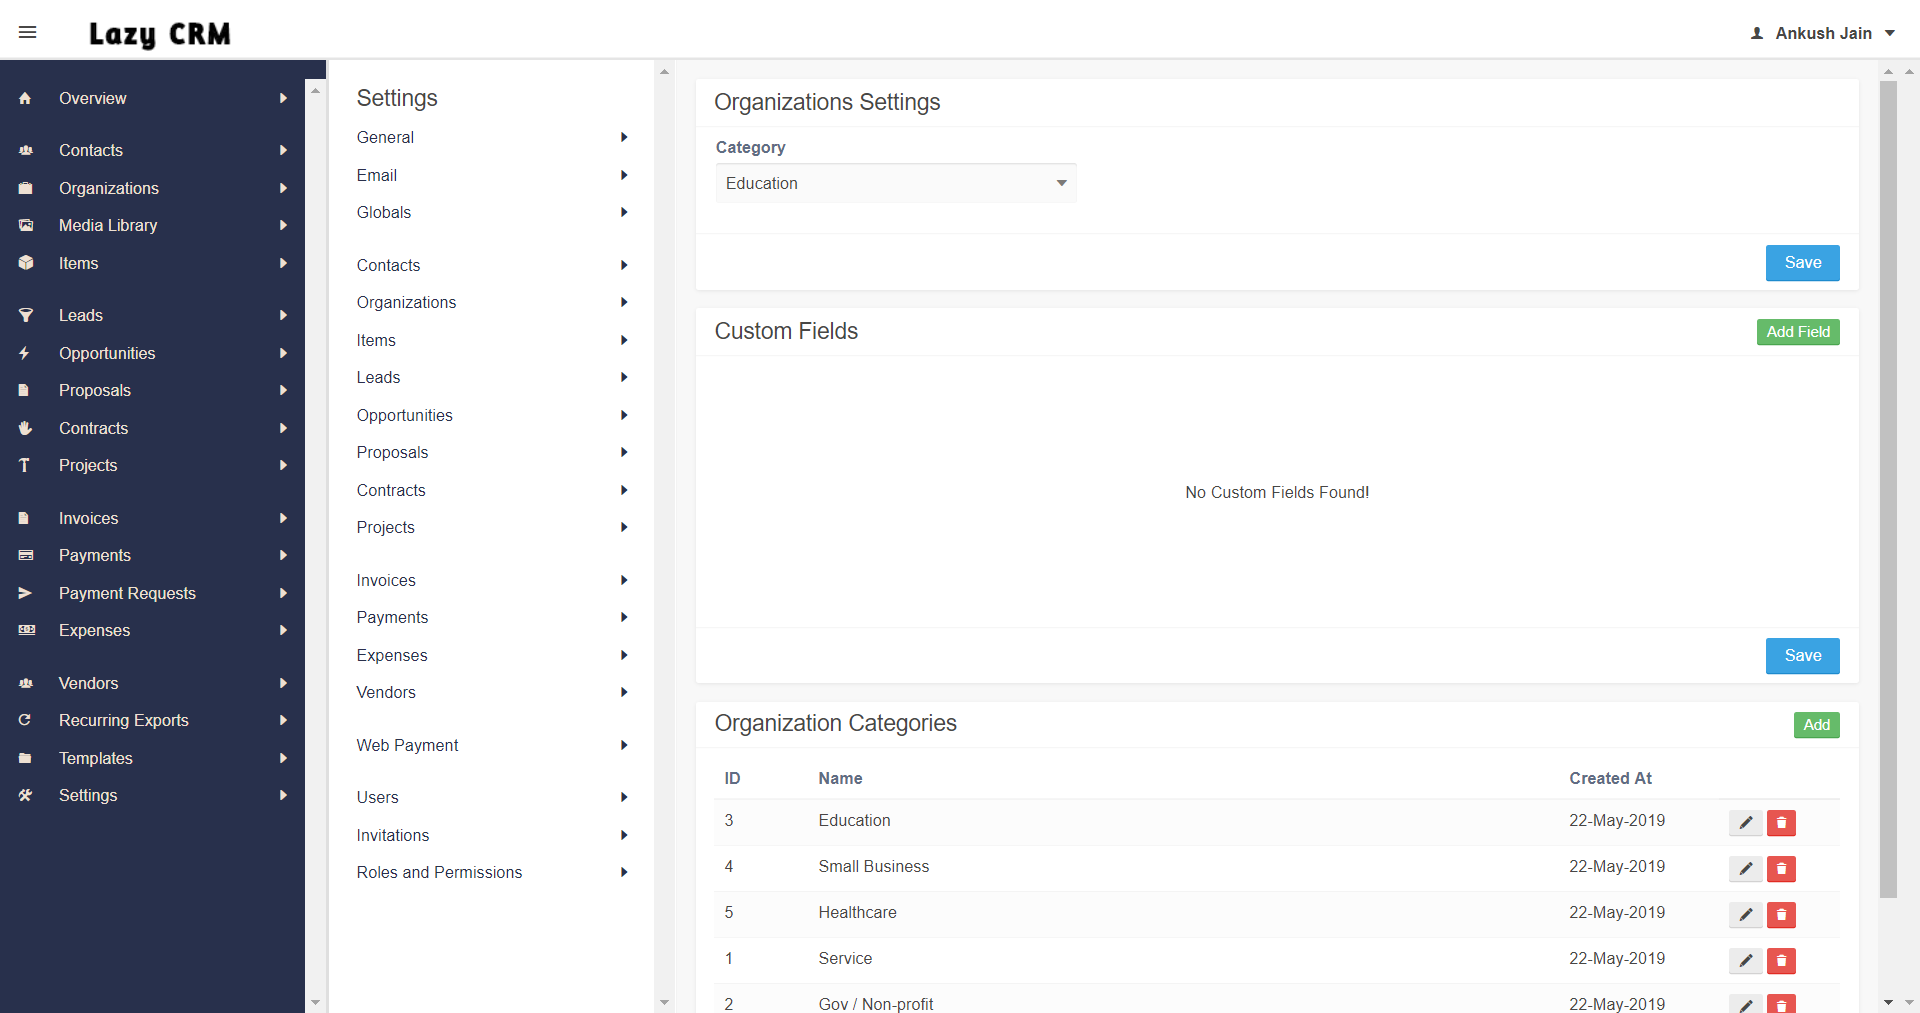 Lazy CRM
Ankush Jain
Overview
Contacts
Organizations
Media Library
Items
Leads
Opportunities
Proposals
Contracts
Projects
Invoices
Payments
Payment Requests
Expenses
Vendors
Recurring Exports
Templates
Settings
Settings
General
Email
Globals
Contacts
Organizations
Items
Leads
Opportunities
Proposals
Contracts
Projects
Invoices
Payments
Expenses
Vendors
Web Payment
Users
Invitations
Roles and Permissions
Organizations Settings
Category
Education
Save
Custom Fields
Add Field
No Custom Fields Found!
Save
Organization Categories
Add
ID Name Created At
3 Education 22-May-2019
4 Small Business 22-May-2019
5 Healthcare 22-May-2019
1 Service 22-May-2019
2 Gov / Non-profit 22-May-2019